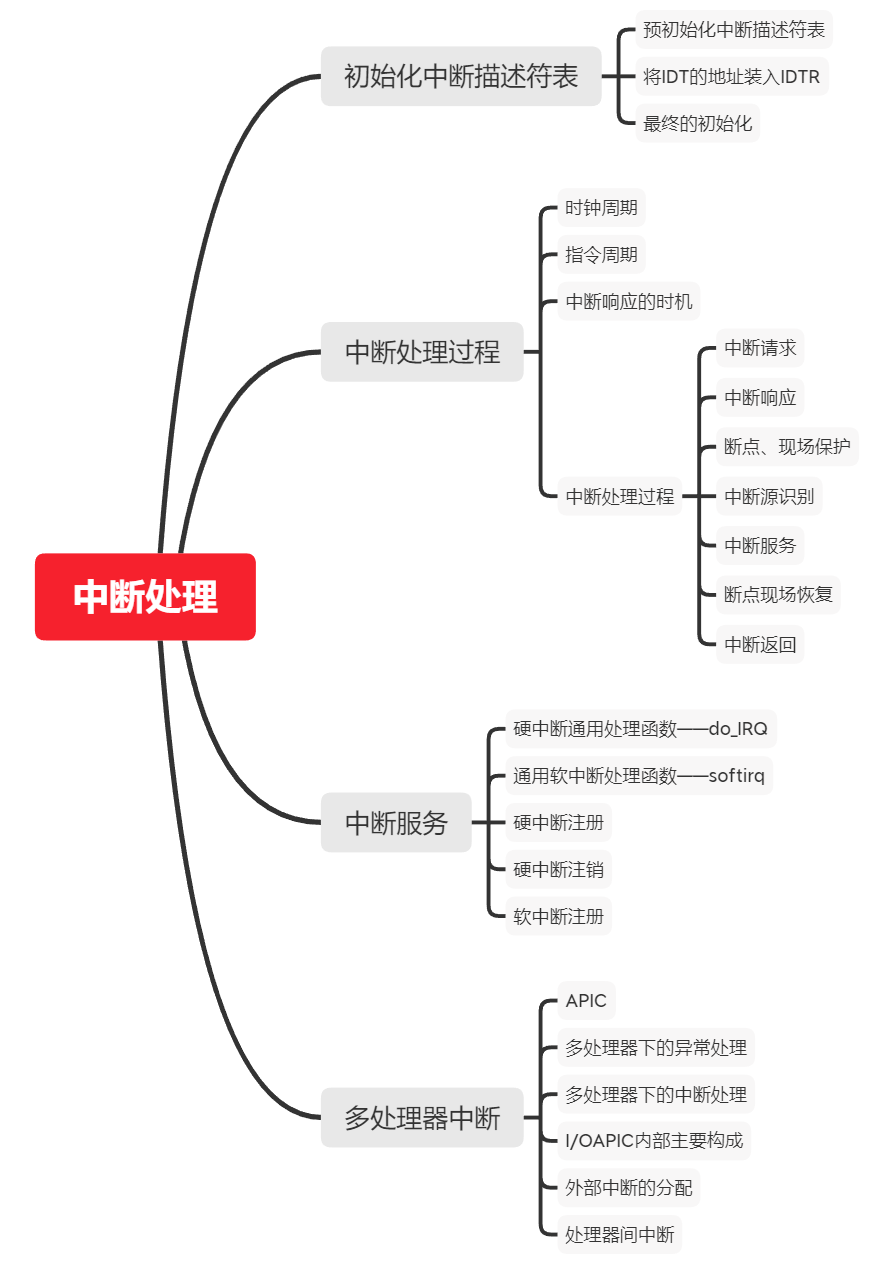 中断处理
初始化中断描述符表
预初始化中断描述符表
将IDT的地址装入IDTR
最终的初始化
中断处理过程
时钟周期
指令周期
中断响应的时机
中断处理过程
中断请求
中断响应
断点、现场保护
中断源识别
中断服务
断点现场恢复
中断返回
中断服务
硬中断通用处理函数——do_IRQ
通用软中断处理函数——softirq
硬中断注册
硬中断注销
软中断注册
多处理器中断
APIC
多处理器下的异常处理
多处理器下的中断处理
I/OAPIC内部主要构成
外部中断的分配
处理器间中断